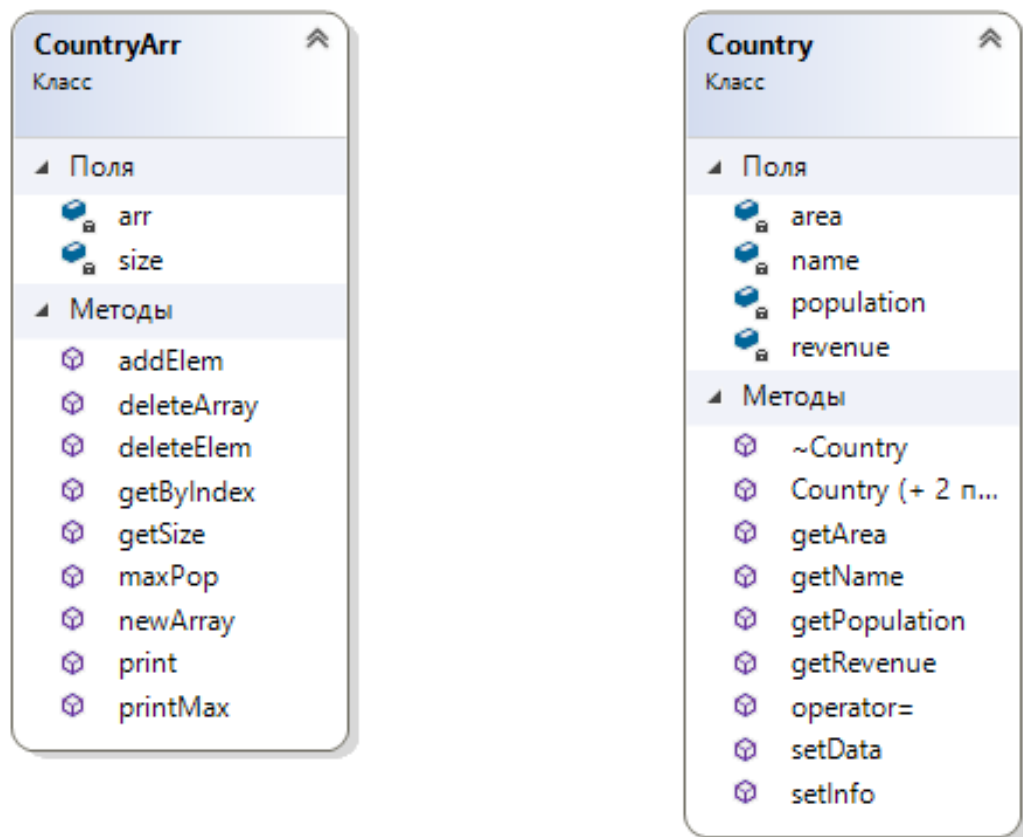 CountryArr
Класс
Поля
arr
size
Методы
addElem
deleteArray
deleteElem
getByIndex
getSize
maxPop
newArray
print
printMax
Country
Класс
Поля
area
name
population
revenue
Методы
~Country
Country (+ 2 п...
getArea
getName
getPopulation
getRevenue
operator=
setData
setInfo